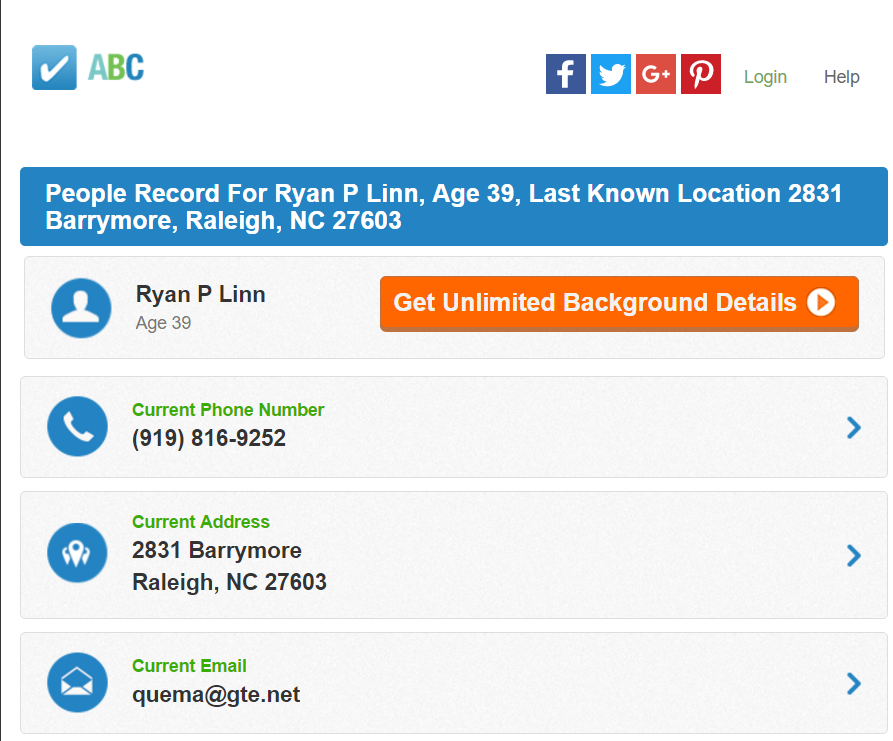 ABC
f
G+
Login
Help
People Record For Ryan P Linn, Age 39, Last Known Location 2831
Barrymore, Raleigh, NC 27603
Ryan P Linn
Age 39
Get Unlimited Background Details
Current Phone Number
(919) 816-9252
Current Address
2831 Barrymore
Raleigh, NC 27603
Current Email
quema@gte.net